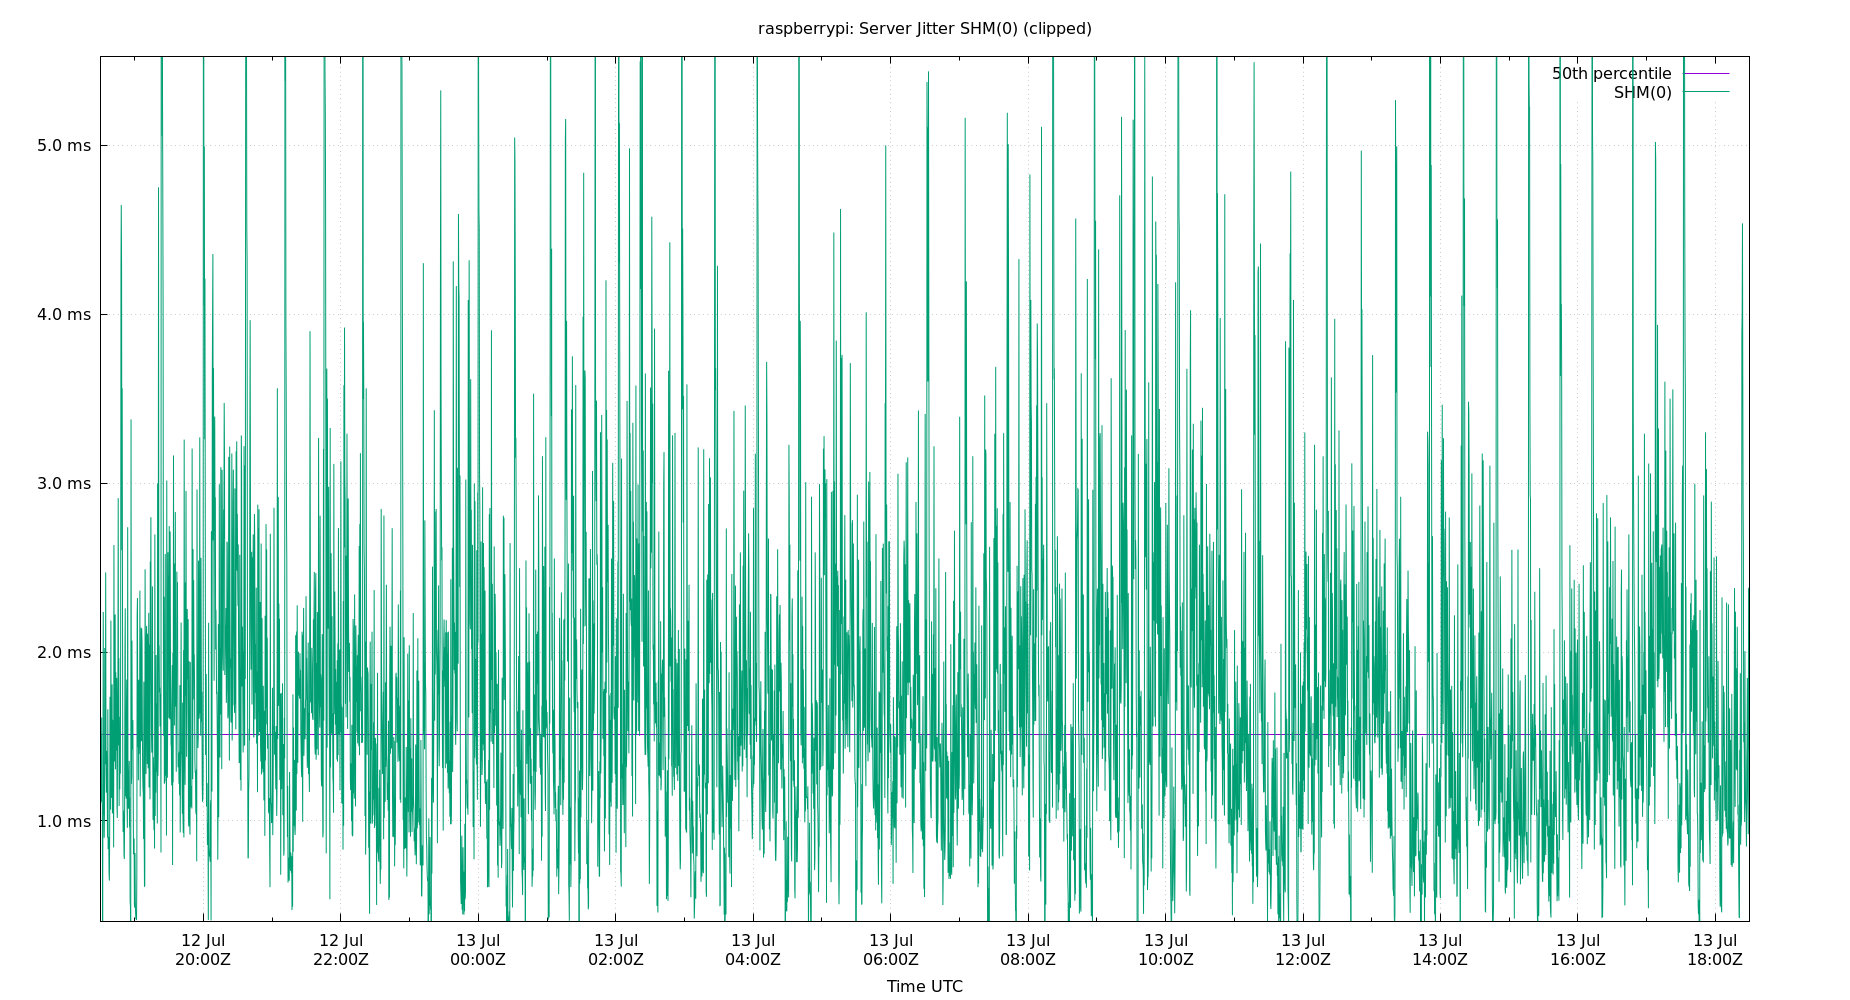 raspberrypi: Server Jitter SHM(0) (clipped)
50th percentile
SHM(0)
5.0 ms
4.0 ms
3.0 ms
2.0 ms
1.0 ms
12 Jul 12 Jul 13 Jul 13 Jul 13 Jul 13 Jul 13 Jul 13 Jul 13 Jul 13 Jul 13 Jul 13 Jul
20:00Z 22:00Z 00:00Z 02:00Z 04:00Z 06:00Z 08:00Z 10:00Z 12:00Z 14:00Z 16:00Z 18:00Z
Time UTC